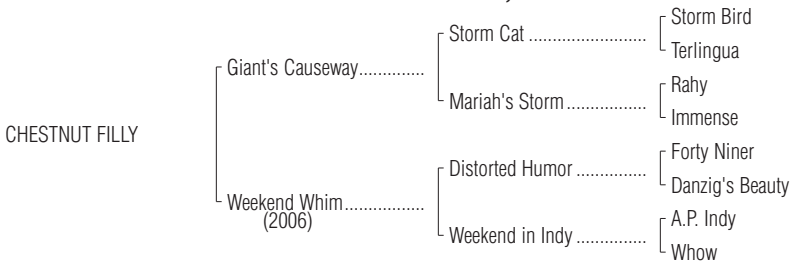 Storm Bird
Storm Cat ........................
Terlingua
Giant's Causeway..............
Rahy
Mariah's Storm.................
Immense
CHESTNUT FILLY
Forty Niner
Distorted Humor ...............
Danzig's Beauty
Weekend Whim.................
(2006)
A.P. Indy
Weekend in Indy ...............
Whow